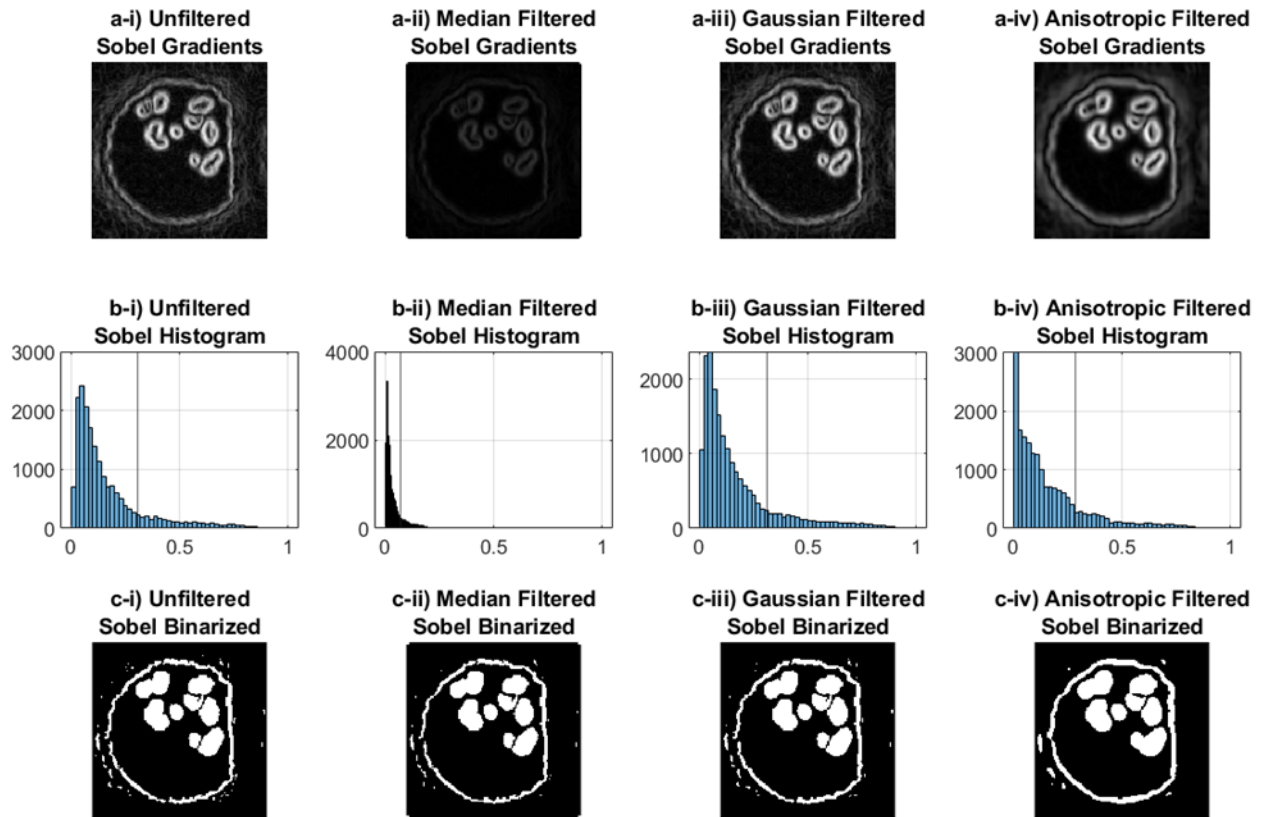 a-i) Unfiltered
Sobel Gradients
a-ii) Median Filtered
Sobel Gradients
a-iii) Gaussian Filtered
Sobel Gradients
a-iv) Anisotropic Filtered
Sobel Gradients
b-i) Unfiltered
Sobel Histogram
3000
2000
1000
0
0 0.5 1
b-ii) Median Filtered
Sobel Histogram
4000
2000
0
0 0.5 1
b-iii) Gaussian Filtered
Sobel Histogram
2000
1000
0
0 0.5 1
b-iv) Anisotropic Filtered
Sobel Histogram
3000
2000
1000
0
0 0.5 1
c-i) Unfiltered
Sobel Binarized
c-ii) Median Filtered
Sobel Binarized
c-iii) Gaussian Filtered
Sobel Binarized
c-iv) Anisotropic Filtered
Sobel Binarized